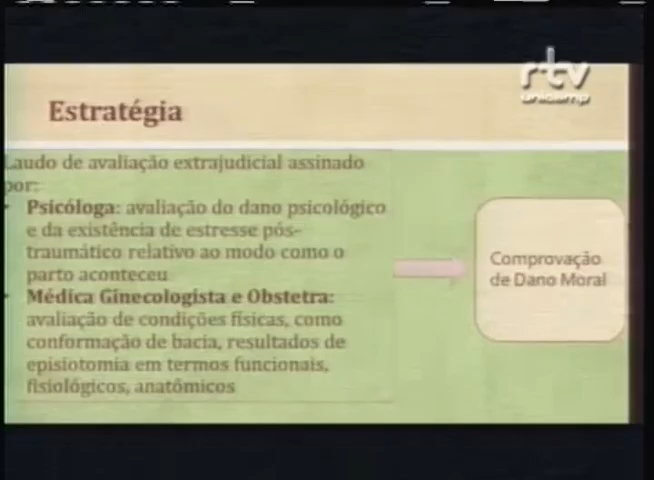 rtv
unicamp
Estratégia
Laudo de avaliação extrajudicial assinado
por:
• Psicóloga: avaliação do dano psicológico
e da existência de estresse pós-
traumático relativo ao modo como o
parto aconteceu
• Médica Ginecologista e Obstetra:
avaliação de condições físicas, como
conformação de bacia, resultados de
episiotomia em termos funcionais,
fisiológicos, anatômicos
Comprovação
de Dano Moral